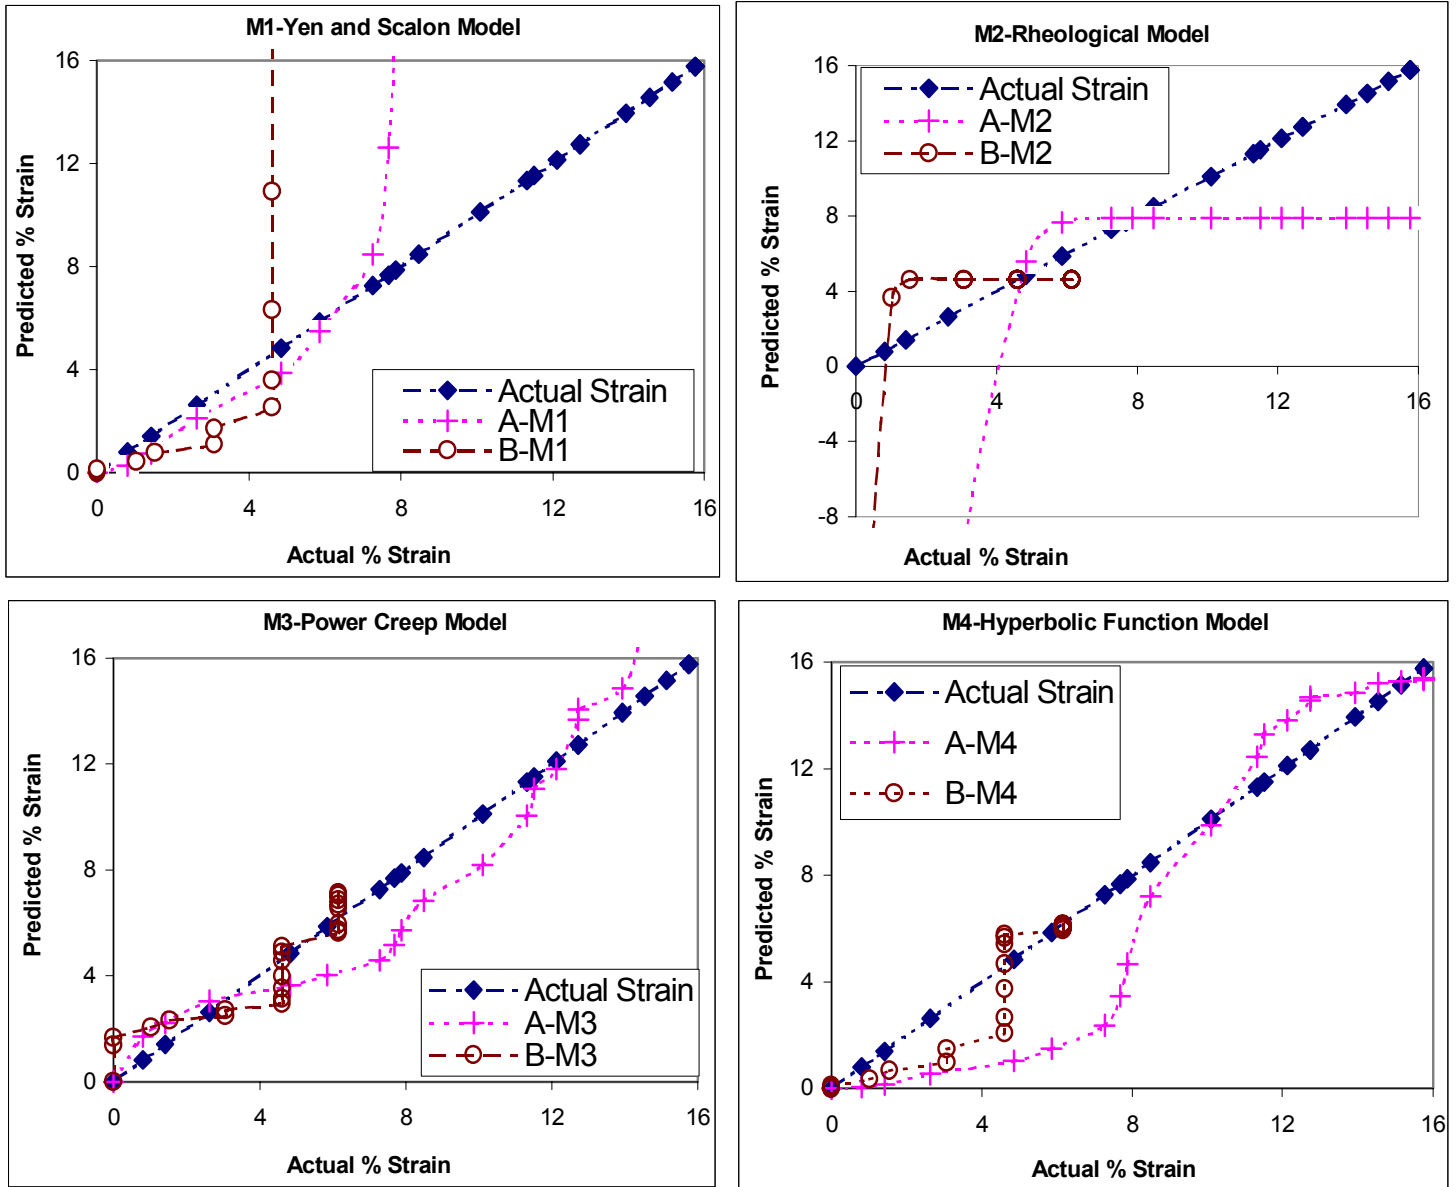 M1-Yen and Scalon Model
16
12
8
4
0
0
8
16
Predicted % Strain
Actual % Strain
Actual Strain
A-M1
B-M1
M2-Rheological Model
16
12
8
4
0
-4
-8
0
4
8
12
16
Predicted % Strain
Actual % Strain
Actual Strain
A-M2
B-M2
M3-Power Creep Model
16
12
8
4
0
0
4
8
12
16
Predicted % Strain
Actual % Strain
Actual Strain
A-M3
B-M3
M4-Hyperbolic Function Model
16
12
8
4
0
0
4
8
12
16
Predicted % Strain
Actual % Strain
Actual Strain
A-M4
B-M4